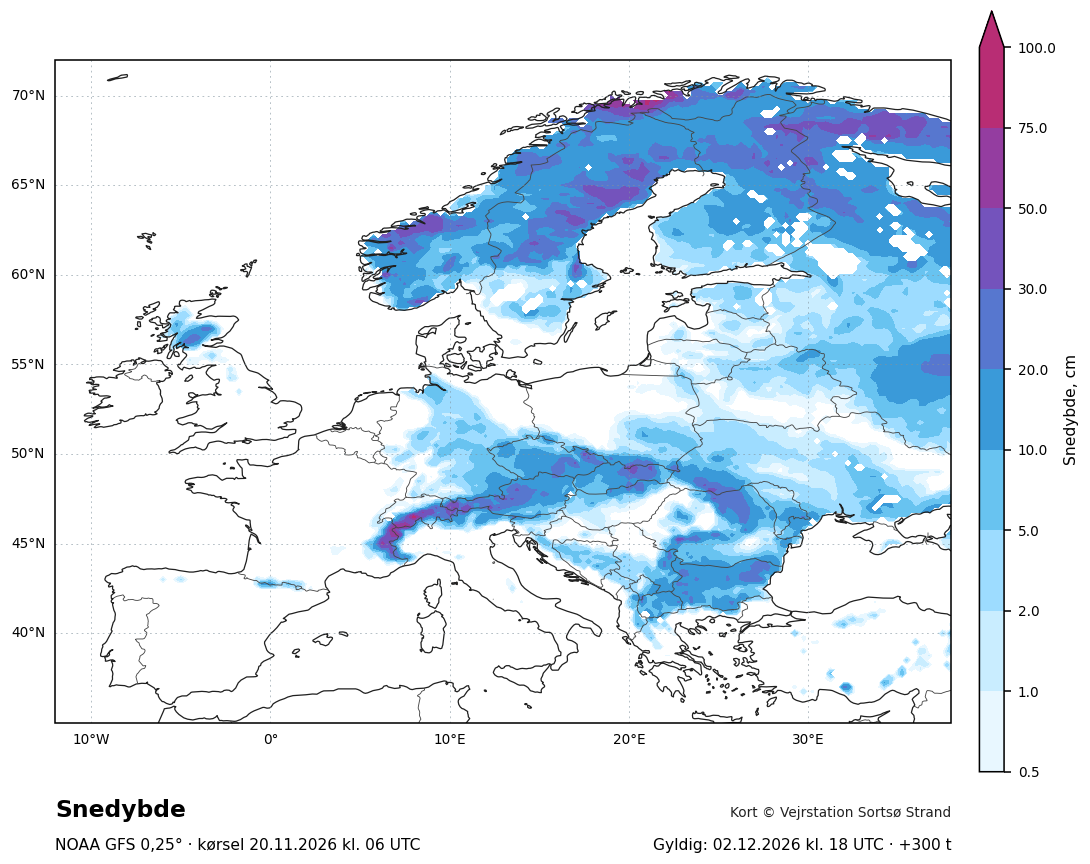 100.0
75.0
50.0
30.0
20.0
10.0
5.0
2.0
1.0
0.5
Snedybde, cm
70°N
65°N
60°N
55°N
50°N
45°N
40°N
10°W 0° 10°E 20°E 30°E
Snedybde
Kort © Vejrstation Sortsø Strand
NOAA GFS 0,25° · kørsel 20.11.2026 kl. 06 UTC
Gyldig: 02.12.2026 kl. 18 UTC · +300 t